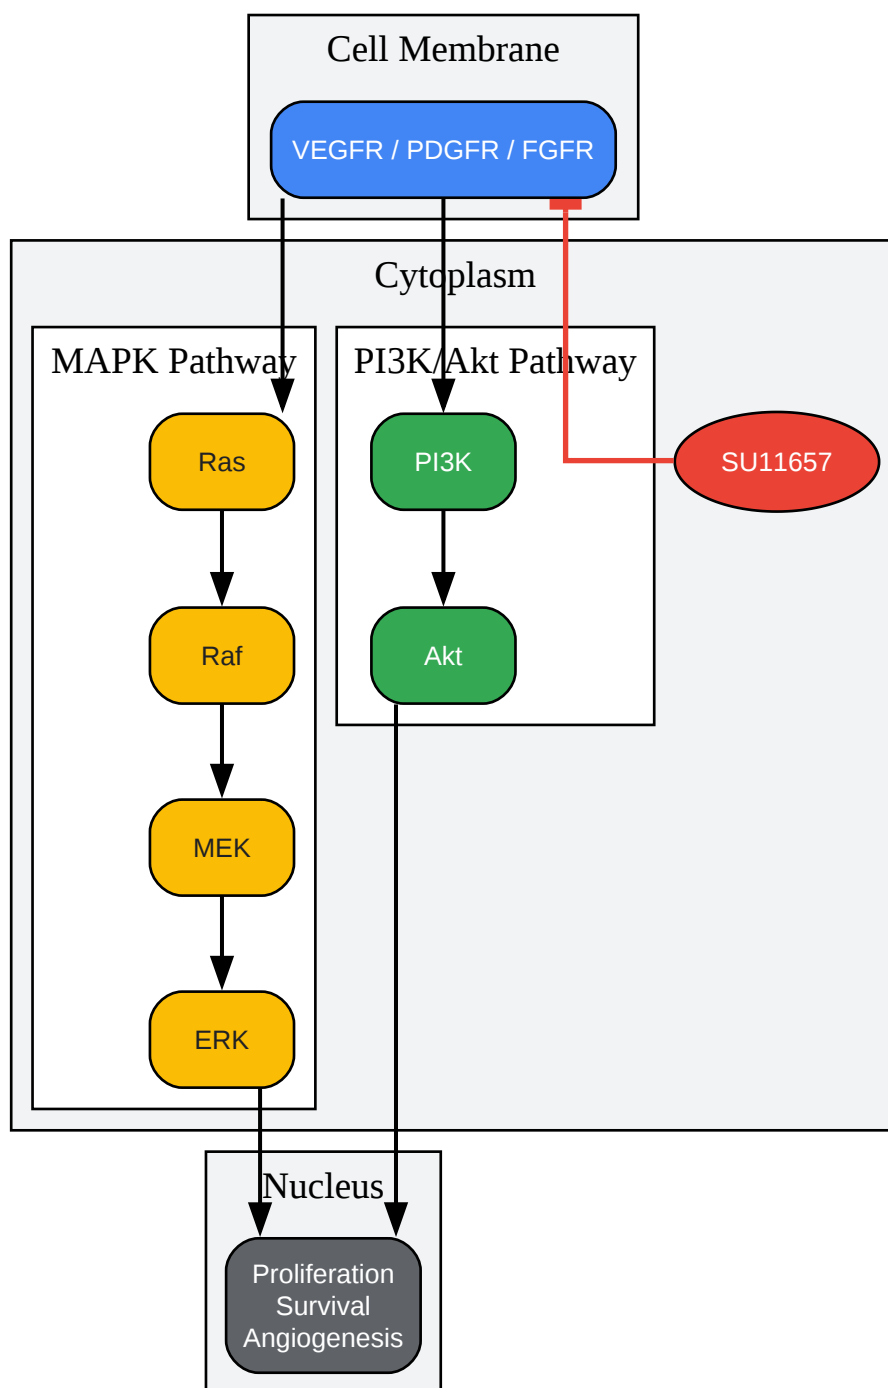 Cell Membrane
VEGFR / PDGFR / FGFR
Cytoplasm
MAPK Pathway
PI3K/Akt Pathway
Ras
PI3K
SU11657
Raf
Akt
MEK
ERK
Nucleus
Proliferation
Survival
Angiogenesis